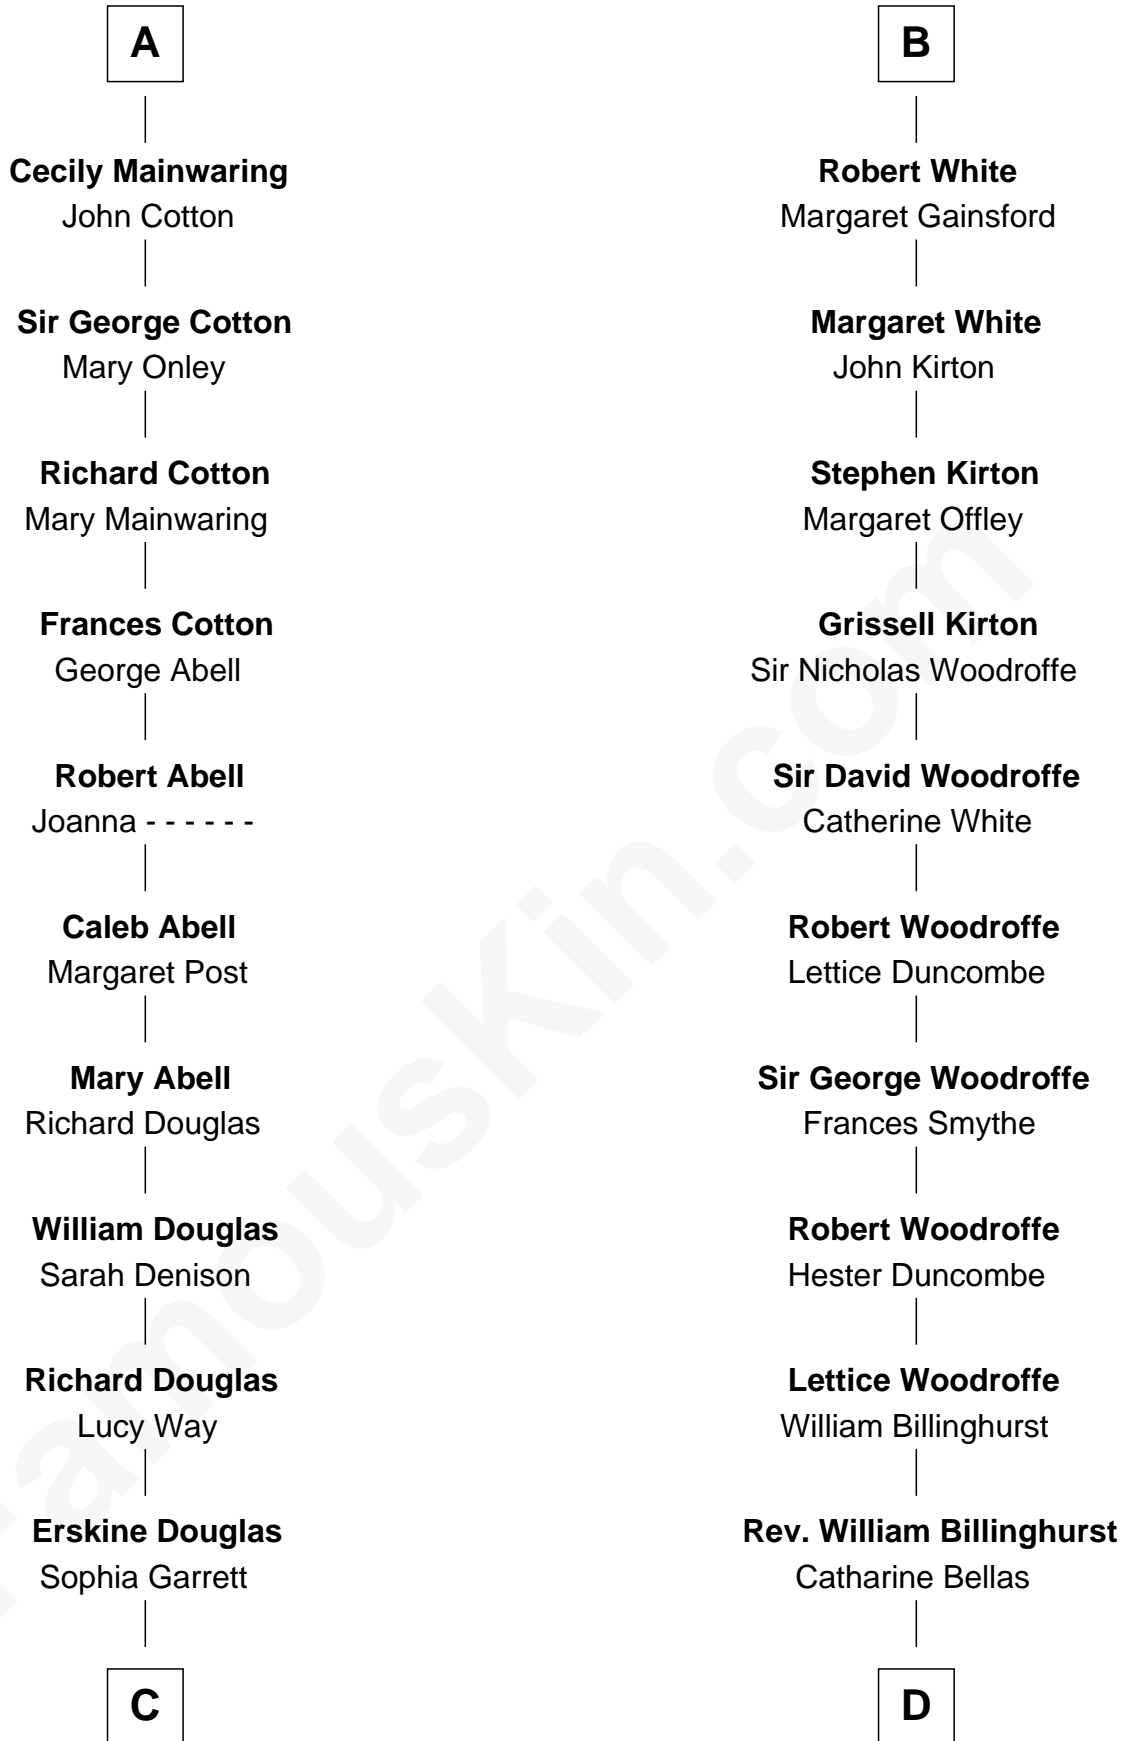 A
Cecily Mainwaring
John Cotton
Sir George Cotton
Mary Onley
Richard Cotton
Mary Mainwaring
Frances Cotton
George Abell
Robert Abell
Joanna - - - - - -
Caleb Abell
Margaret Post
Mary Abell
Richard Douglas
William Douglas
Sarah Denison
Richard Douglas
Lucy Way
Erskine Douglas
Sophia Garrett
C
B
Robert White
Margaret Gainsford
Margaret White
John Kirton
Stephen Kirton
Margaret Offley
Grissell Kirton
Sir Nicholas Woodroffe
Sir David Woodroffe
Catherine White
Robert Woodroffe
Lettice Duncombe
Sir George Woodroffe
Frances Smythe
Robert Woodroffe
Hester Duncombe
Lettice Woodroffe
William Billinghurst
Rev. William Billinghurst
Catharine Bellas
D
FamousKin.com